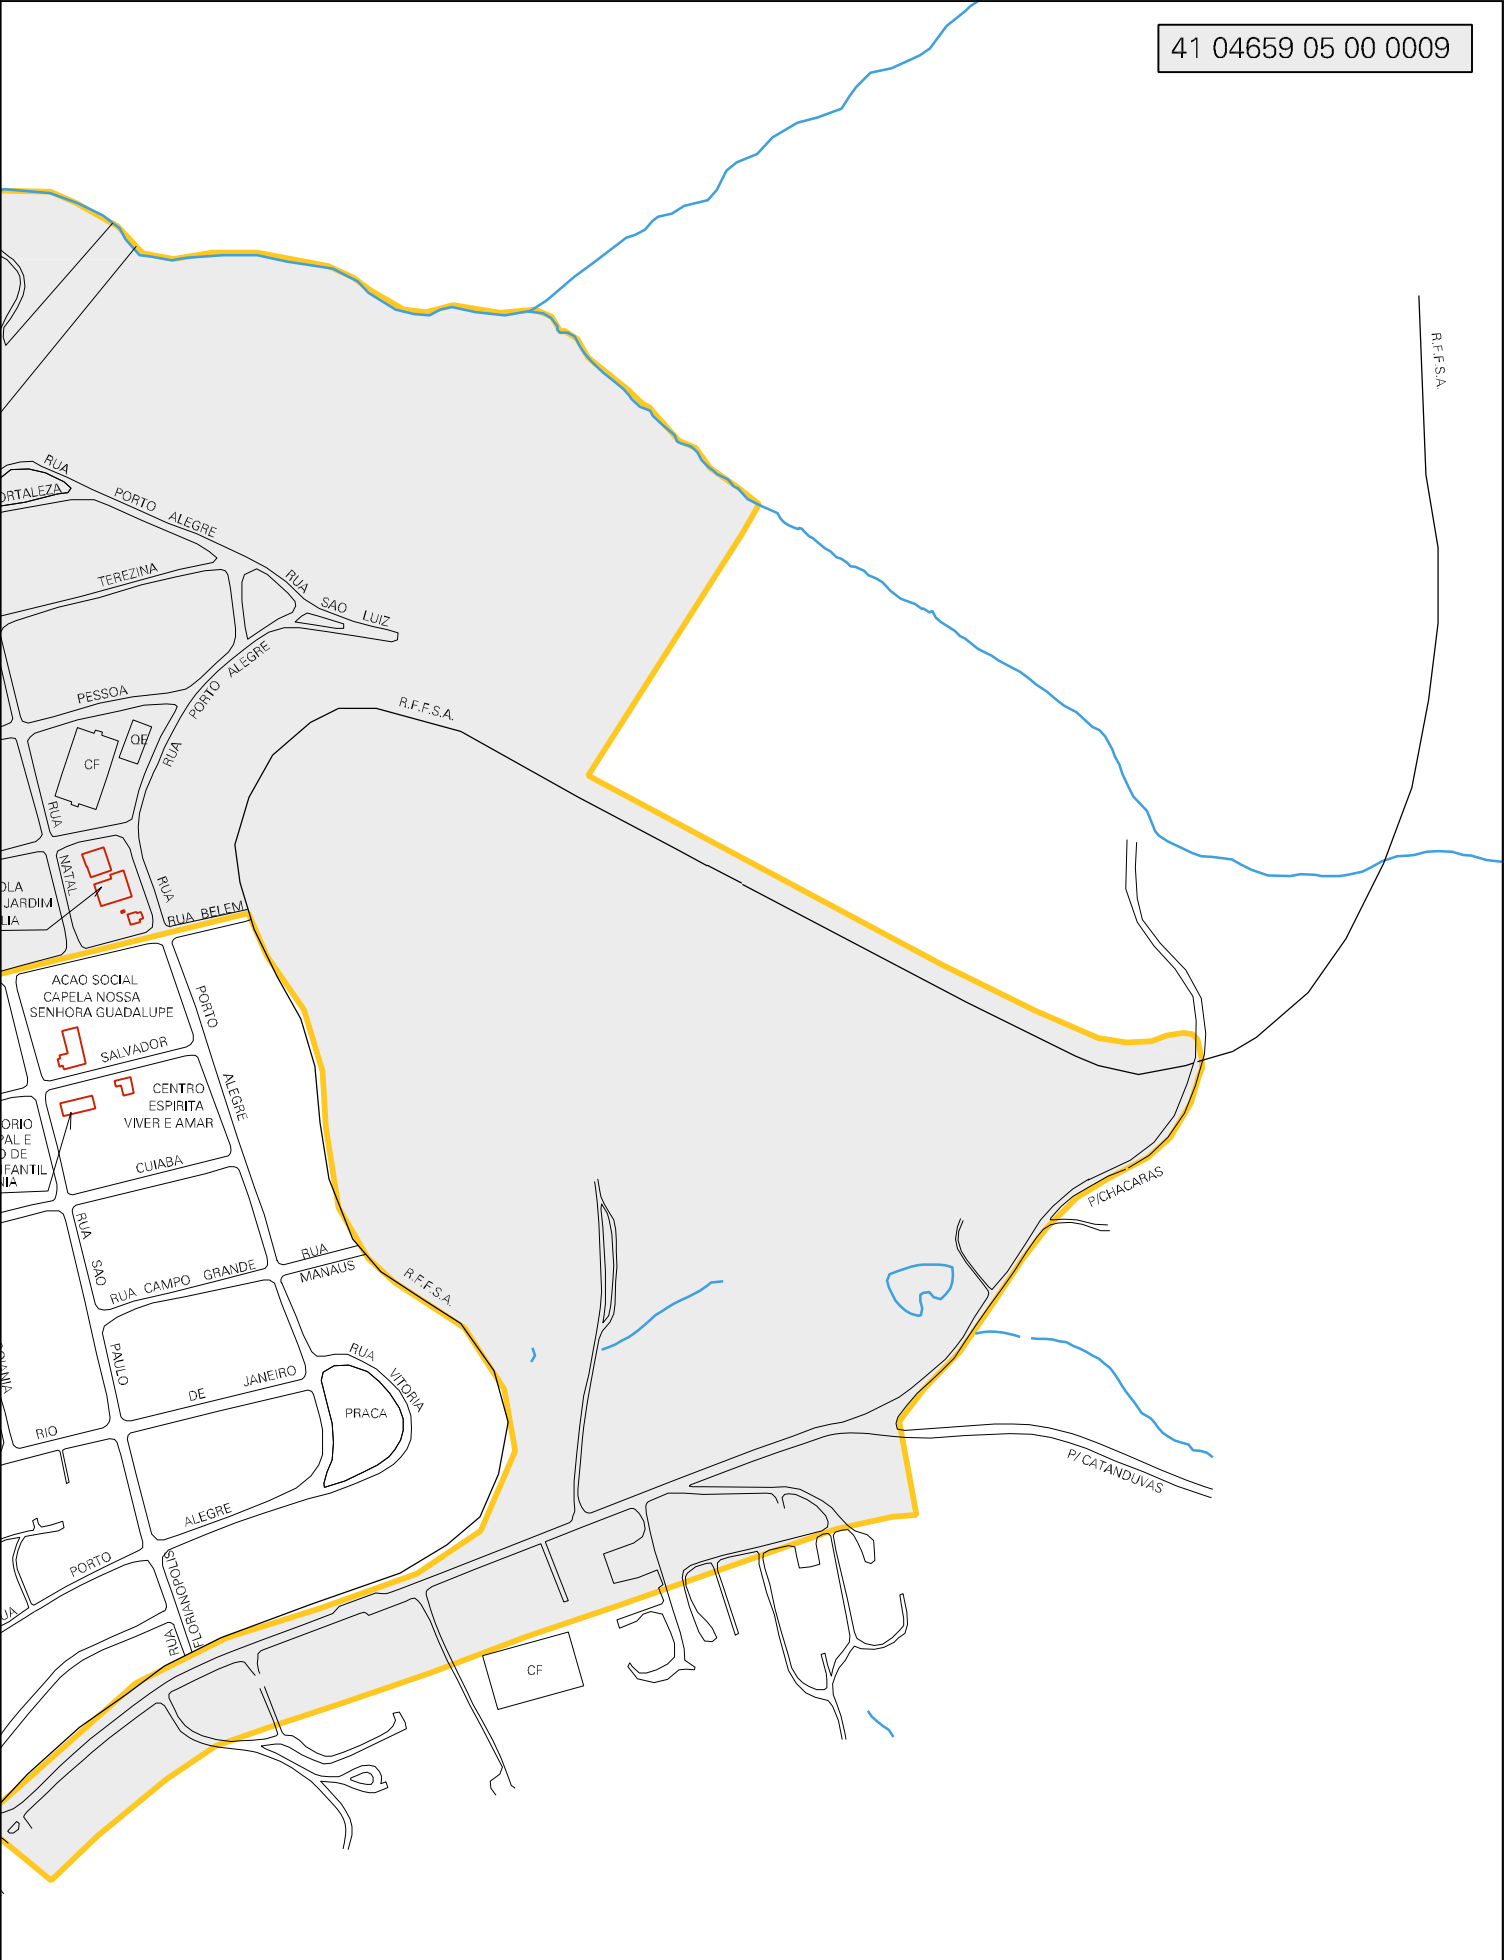 41 04659 05 00 0009
R.F.F.S.A.
RUA
PORTO ALEGRE
TEREZINA
RUA SAO LUIZ
PESSOA
RUA PORTO ALEGRE
R.F.F.S.A.
QE
CF
RUA
NATAL
RUA
JARDIM
RUA BELEM
ACAO SOCIAL
CAPELA NOSSA
SENHORA GUADALUPE
PORTO ALEGRE
SALVADOR
CENTRO
ESPIRITA
VIVER E AMAR
CUIABA
P/CHACARAS
RUA SAO PAULO
RUA CAMPO GRANDE
RUA
MANAUS
R.F.F.S.A.
RUA VITORIA
PRACA
RIO DE JANEIRO
P/ CATANDUVAS
PORTO ALEGRE
RUA FLORIANOPOLIS
CF